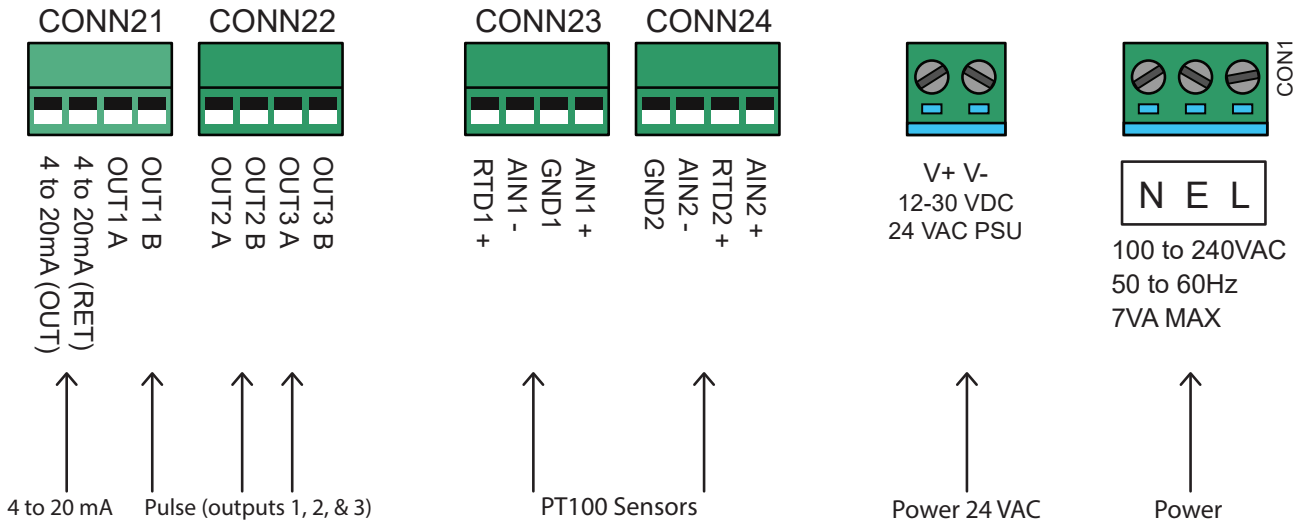 CONN21
CONN22
CONN23
CONN24
CON1
4 to 20mA (OUT)
4 to 20mA (RET)
OUT1 A
OUT1 B
OUT2 A
OUT2 B
OUT3 A
OUT3 B
RTD1 +
AIN1 -
GND1
AIN1 +
GND2
AIN2 -
RTD2 +
AIN2 +
V+ V-
12-30 VDC
24 VAC PSU
N E L
100 to 240VAC
50 to 60Hz
7VA MAX
4 to 20 mA
Pulse (outputs 1, 2, & 3)
PT100 Sensors
Power 24 VAC
Power